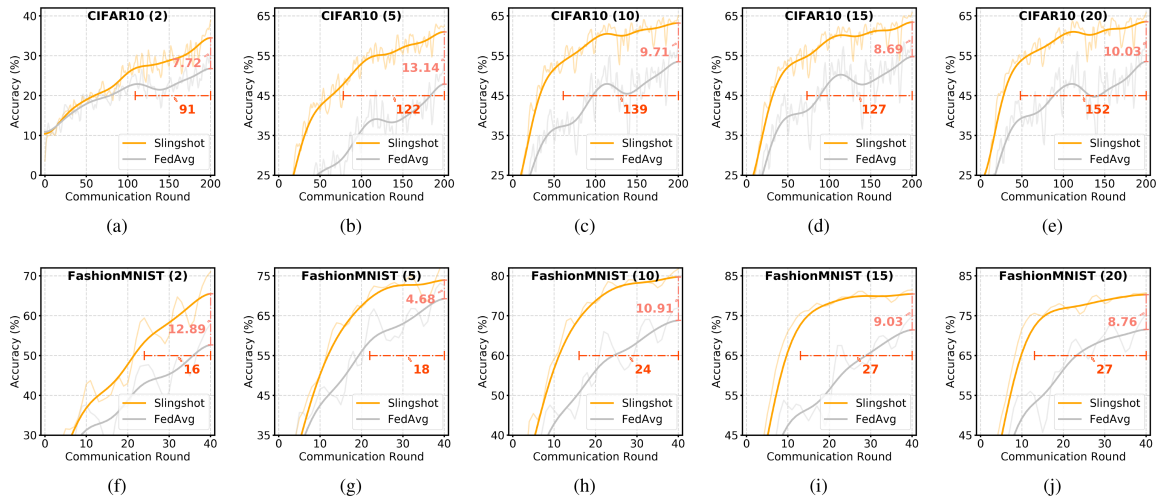 CIFAR10 (2)
Accuracy (%)
40
30
20
10
0
7.72
91
Slingshot
FedAvg
0 50 100 150 200
Communication Round
(a)
CIFAR10 (5)
Accuracy (%)
65
55
45
35
25
13.14
122
Slingshot
FedAvg
0 50 100 150 200
Communication Round
(b)
CIFAR10 (10)
Accuracy (%)
65
55
45
35
25
9.71
139
Slingshot
FedAvg
0 50 100 150 200
Communication Round
(c)
CIFAR10 (15)
Accuracy (%)
65
55
45
35
25
8.69
127
Slingshot
FedAvg
0 50 100 150 200
Communication Round
(d)
CIFAR10 (20)
Accuracy (%)
65
55
45
35
25
10.03
152
Slingshot
FedAvg
0 50 100 150 200
Communication Round
(e)
FashionMNIST (2)
Accuracy (%)
70
60
50
40
30
12.89
16
Slingshot
FedAvg
0 10 20 30 40
Communication Round
(f)
FashionMNIST (5)
Accuracy (%)
75
65
55
45
35
4.68
18
Slingshot
FedAvg
0 10 20 30 40
Communication Round
(g)
FashionMNIST (10)
Accuracy (%)
80
70
60
50
40
10.91
24
Slingshot
FedAvg
0 10 20 30 40
Communication Round
(h)
FashionMNIST (15)
Accuracy (%)
85
75
65
55
45
9.03
27
Slingshot
FedAvg
0 10 20 30 40
Communication Round
(i)
FashionMNIST (20)
Accuracy (%)
85
75
65
55
45
8.76
27
Slingshot
FedAvg
0 10 20 30 40
Communication Round
(j)